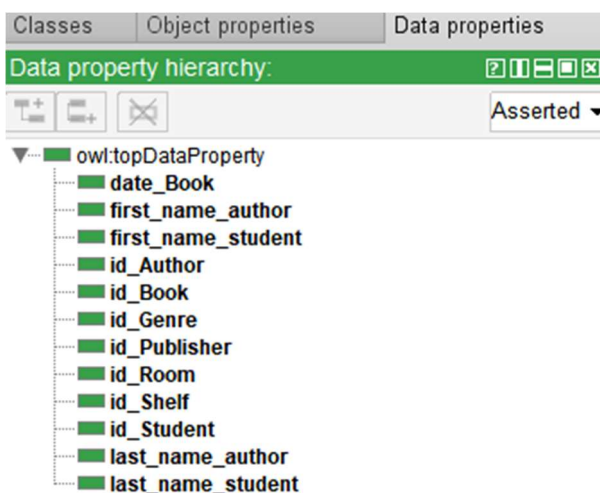 Classes Object properties Data properties
Data property hierarchy:
Asserted
owl:topDataProperty
date_Book
first_name_author
first_name_student
id_Author
id_Book
id_Genre
id_Publisher
id_Room
id_Shelf
id_Student
last_name_author
last_name_student